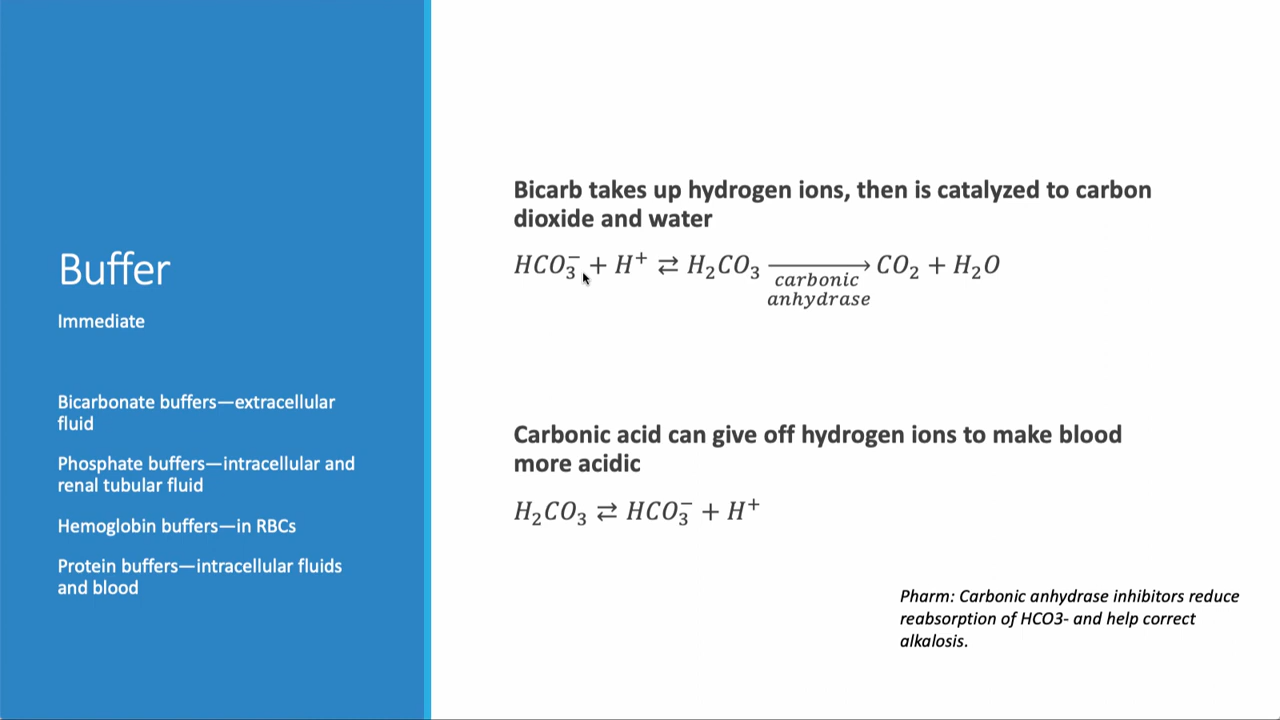 Buffer
Immediate
Bicarbonate buffers—extracellular
fluid
Phosphate buffers—intracellular and
renal tubular fluid
Hemoglobin buffers—in RBCs
Protein buffers—intracellular fluids
and blood
Bicarb takes up hydrogen ions, then is catalyzed to carbon
dioxide and water
HCO₃⁻ + H⁺ ⇄ H₂CO₃ ⟶ CO₂ + H₂O
carbonic
anhydrase
Carbonic acid can give off hydrogen ions to make blood
more acidic
H₂CO₃ ⇄ HCO₃⁻ + H⁺
Pharm: Carbonic anhydrase inhibitors reduce
reabsorption of HCO3- and help correct
alkalosis.